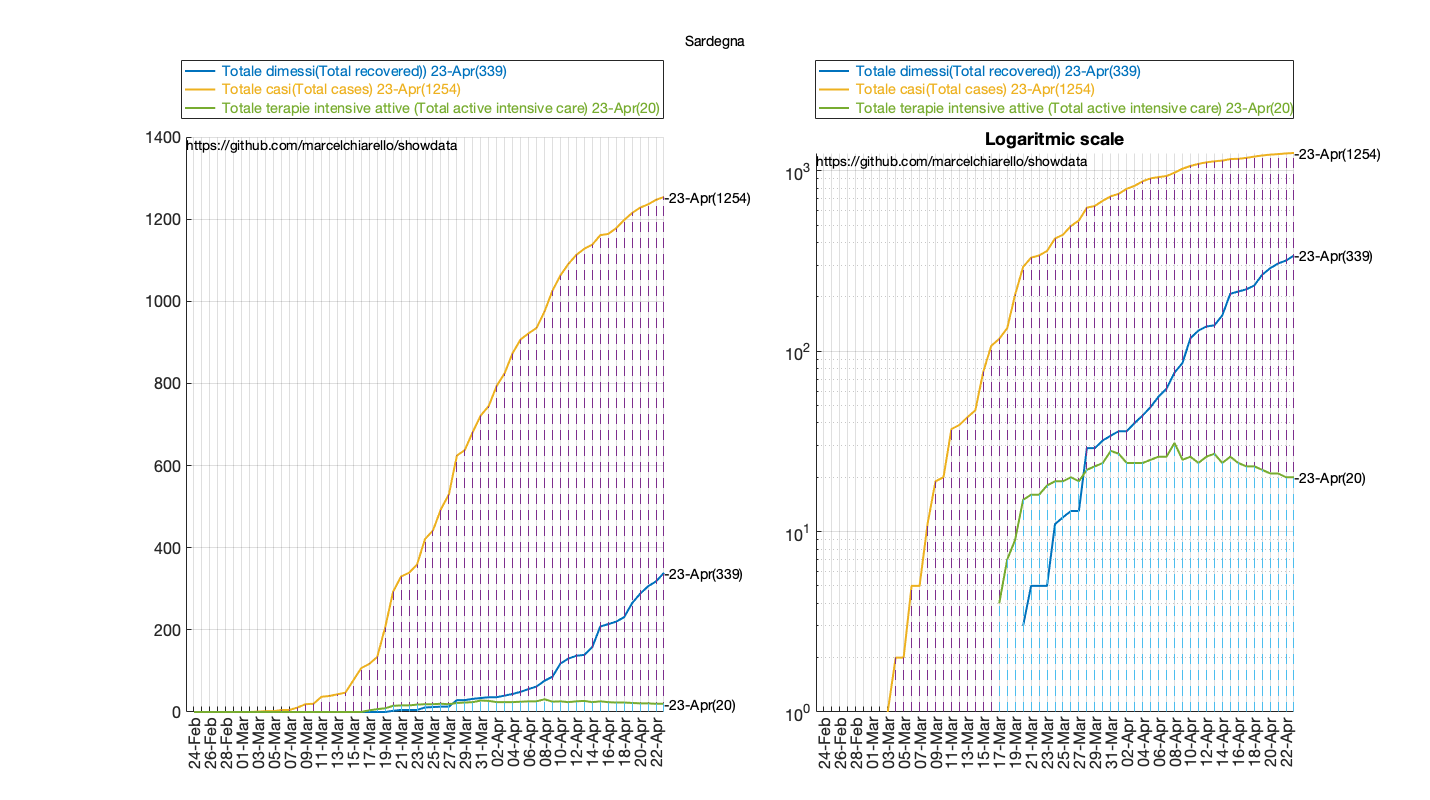 Sardegna
Totale dimessi(Total recovered)) 23-Apr(339)
Totale casi(Total cases) 23-Apr(1254)
Totale terapie intensive attive (Total active intensive care) 23-Apr(20)
https://github.com/marcelchiarello/showdata
1400
1200
1000
800
600
400
200
0
-23-Apr(1254)
-23-Apr(339)
-23-Apr(20)
24-Feb
26-Feb
28-Feb
01-Mar
03-Mar
05-Mar
07-Mar
09-Mar
11-Mar
13-Mar
15-Mar
17-Mar
19-Mar
21-Mar
23-Mar
25-Mar
27-Mar
29-Mar
31-Mar
02-Apr
04-Apr
06-Apr
08-Apr
10-Apr
12-Apr
14-Apr
16-Apr
18-Apr
20-Apr
22-Apr
Totale dimessi(Total recovered)) 23-Apr(339)
Totale casi(Total cases) 23-Apr(1254)
Totale terapie intensive attive (Total active intensive care) 23-Apr(20)
Logaritmic scale
https://github.com/marcelchiarello/showdata
10^3
10^2
10^1
10^0
-23-Apr(1254)
-23-Apr(339)
-23-Apr(20)
24-Feb
26-Feb
28-Feb
01-Mar
03-Mar
05-Mar
07-Mar
09-Mar
11-Mar
13-Mar
15-Mar
17-Mar
19-Mar
21-Mar
23-Mar
25-Mar
27-Mar
29-Mar
31-Mar
02-Apr
04-Apr
06-Apr
08-Apr
10-Apr
12-Apr
14-Apr
16-Apr
18-Apr
20-Apr
22-Apr